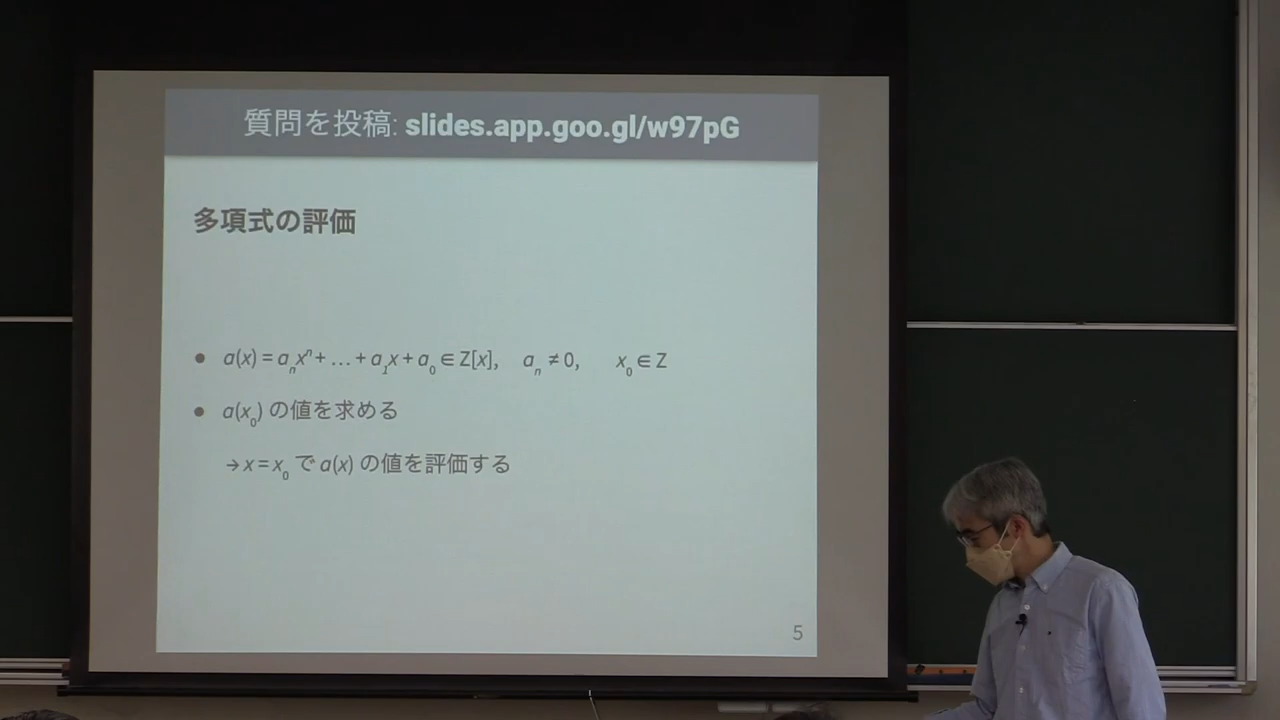 質問を投稿: slides.app.goo.gl/w97pG
多項式の評価
● a(x) = aₙxⁿ + … + a₁x + a₀ ∈ Z[x], aₙ ≠ 0, x₀ ∈ Z
● a(x₀) の値を求める
→ x = x₀ で a(x) の値を評価する
5